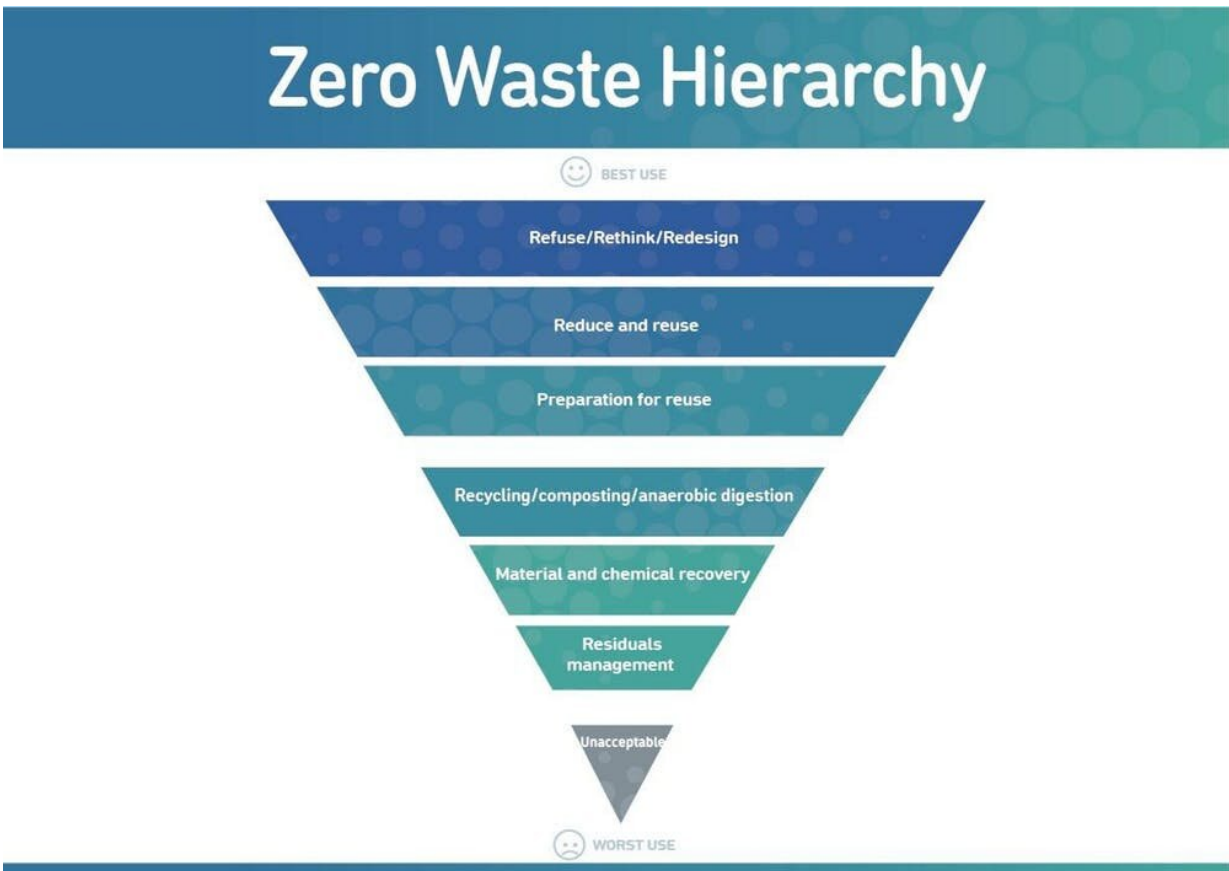 Zero Waste Hierarchy
BEST USE
Refuse/Rethink/Redesign
Reduce and reuse
Preparation for reuse
Recycling/composting/anaerobic digestion
Material and chemical recovery
Residuals
management
Unacceptable
WORST USE